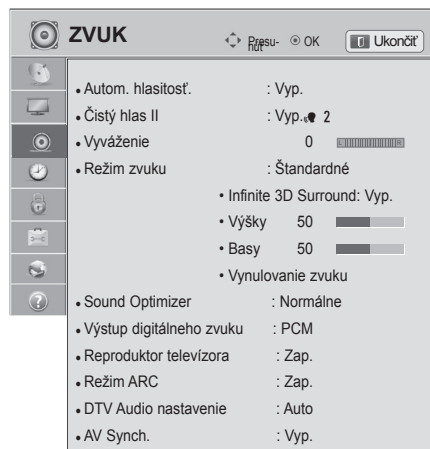 ZVUK
Presu-
núť
OK
Ukončiť
• Autom. hlasitosť. : Vyp.
• Čistý hlas II : Vyp. 2
• Vyváženie 0 L R
• Režim zvuku : Štandardné
• Infinite 3D Surround: Vyp.
• Výšky 50
• Basy 50
• Vynulovanie zvuku
• Sound Optimizer : Normálne
• Výstup digitálneho zvuku : PCM
• Reproduktor televízora : Zap.
• Režim ARC : Zap.
• DTV Audio nastavenie : Auto
• AV Synch. : Vyp.